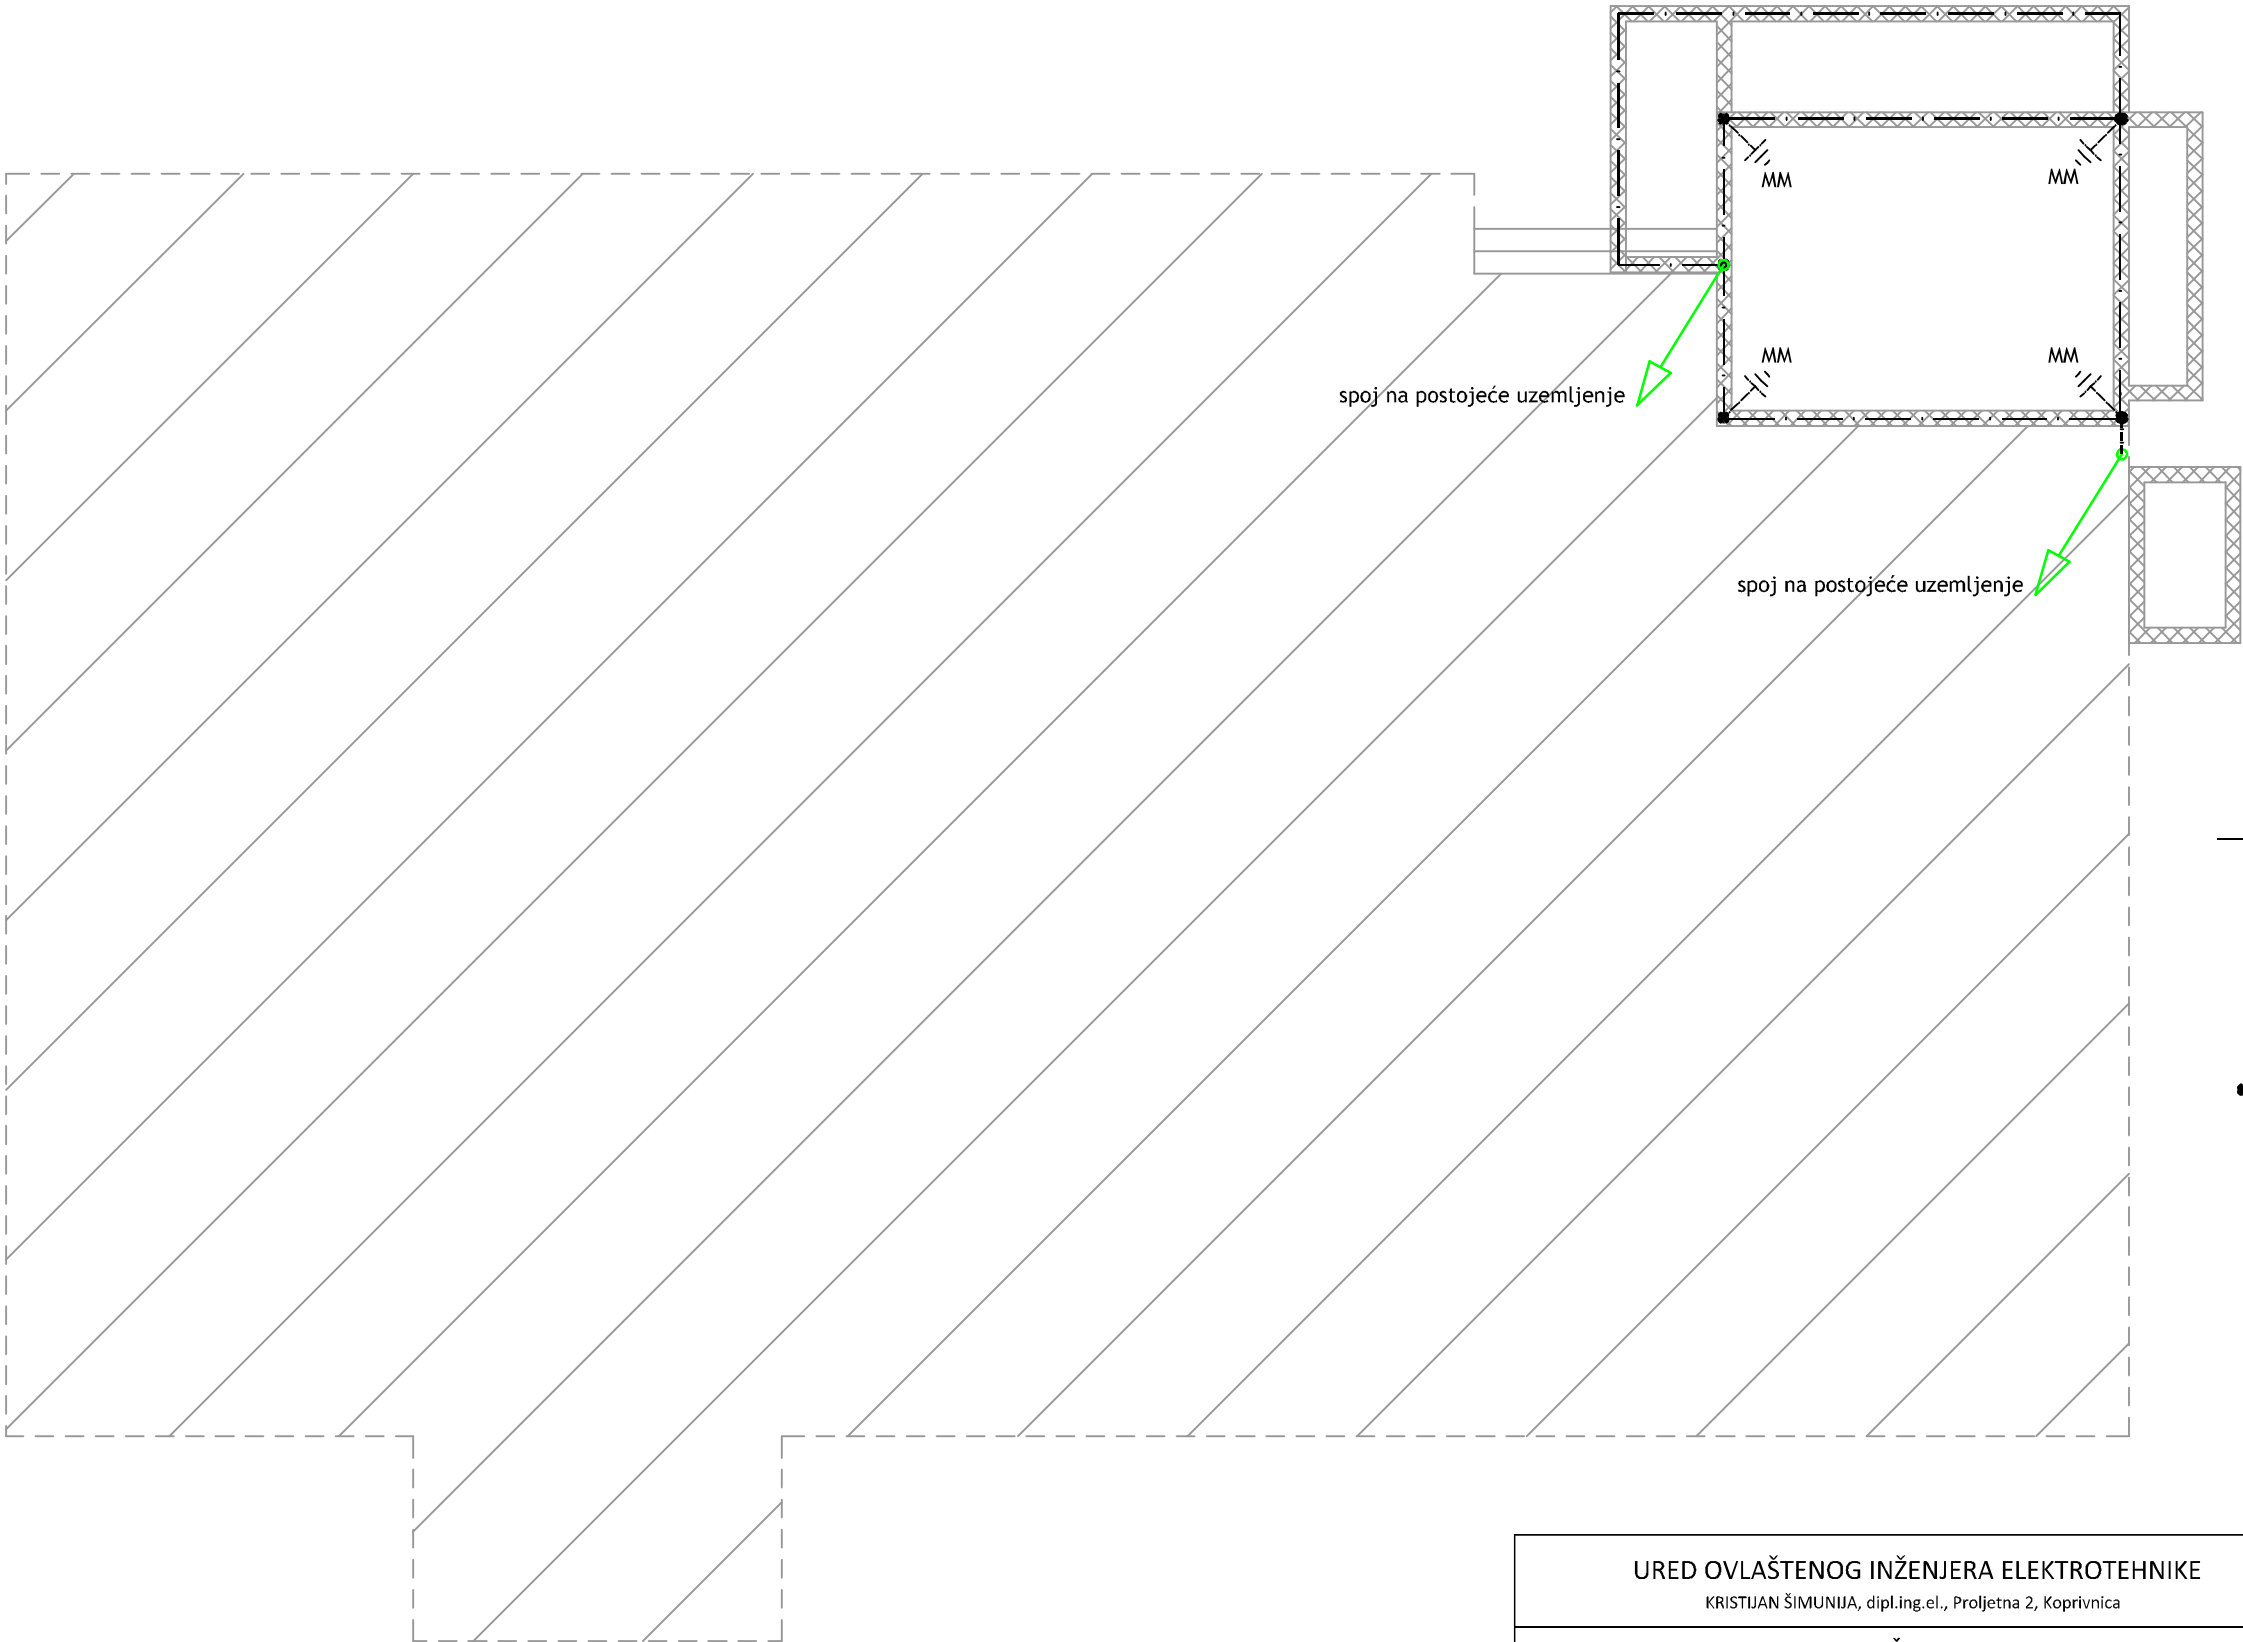 MM
MM
MM
MM
spoj na postojeće uzemljenje
spoj na postojeće uzemljenje
URED OVLAŠTENOG INŽENJERA ELEKTROTEHNIKE
KRISTIJAN ŠIMUNIJA, dipl.ing.el., Proljetna 2, Koprivnica